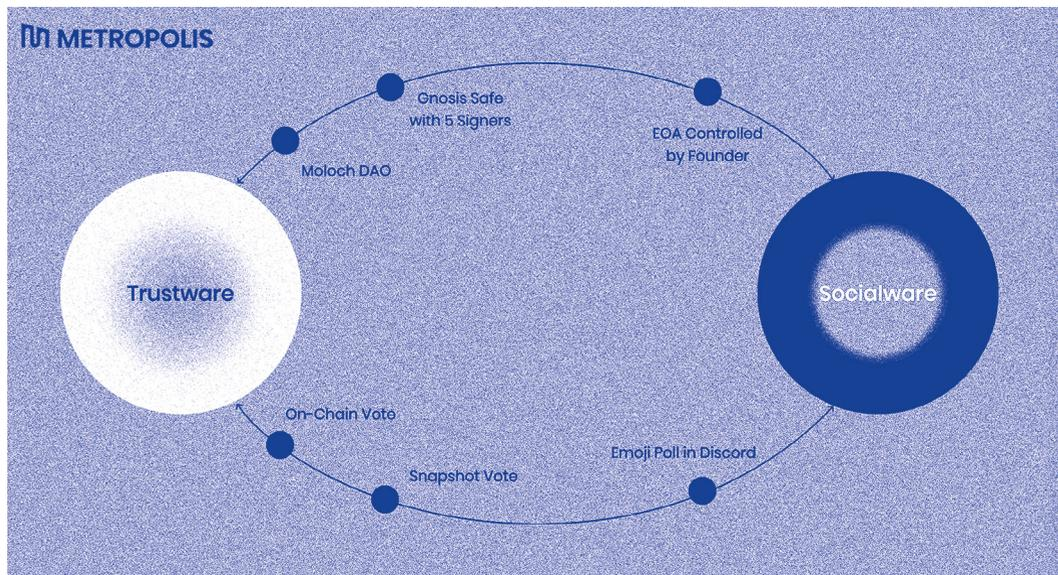 METROPOLIS
Gnosis Safe
with 5 Signers
EOA Controlled
by Founder
Moloch DAO
Trustware
Socialware
On-Chain Vote
Emoji Poll in Discord
Snapshot Vote